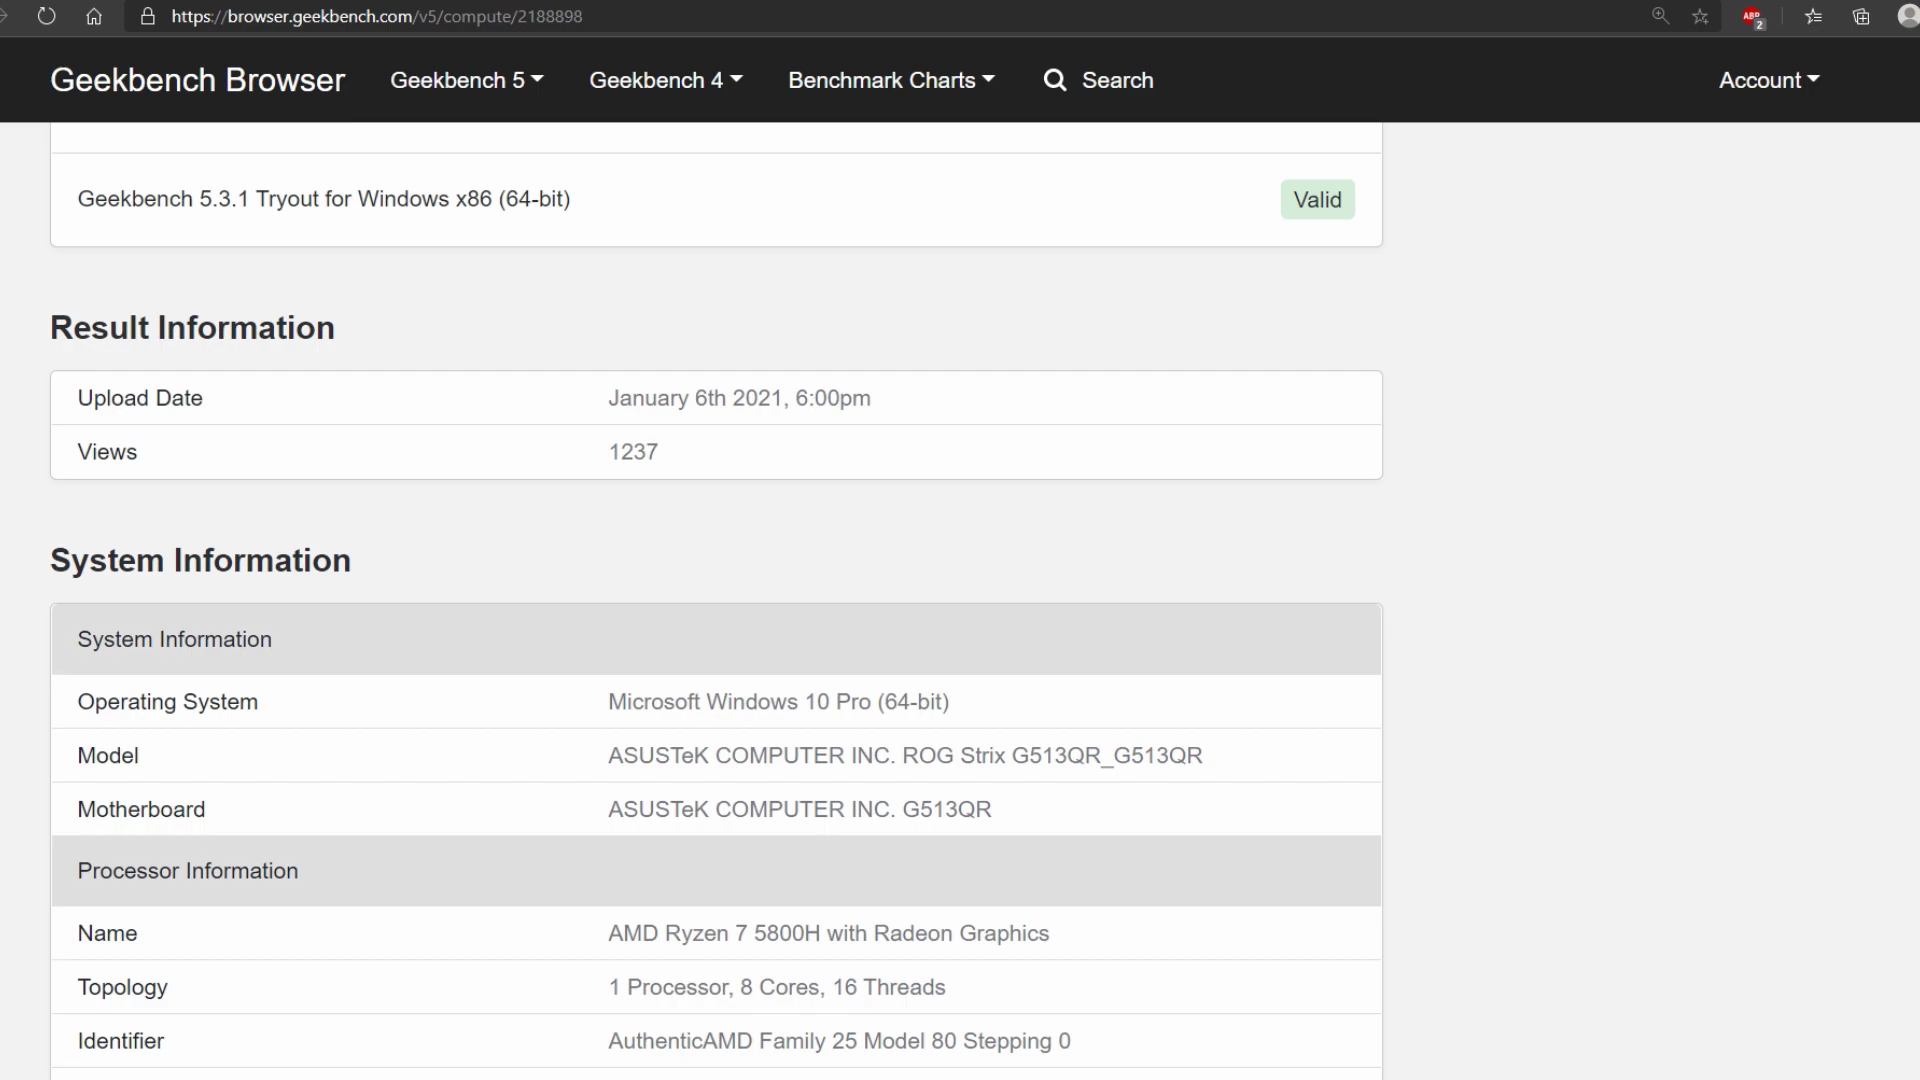 https://browser.geekbench.com/v5/compute/2188898
ABP
2
Geekbench Browser
Geekbench 5
Geekbench 4
Benchmark Charts
Search
Account
Geekbench 5.3.1 Tryout for Windows x86 (64-bit)
Valid
Result Information
Upload Date
January 6th 2021, 6:00pm
Views
1237
System Information
System Information
Operating System
Microsoft Windows 10 Pro (64-bit)
Model
ASUSTeK COMPUTER INC. ROG Strix G513QR_G513QR
Motherboard
ASUSTeK COMPUTER INC. G513QR
Processor Information
Name
AMD Ryzen 7 5800H with Radeon Graphics
Topology
1 Processor, 8 Cores, 16 Threads
Identifier
AuthenticAMD Family 25 Model 80 Stepping 0